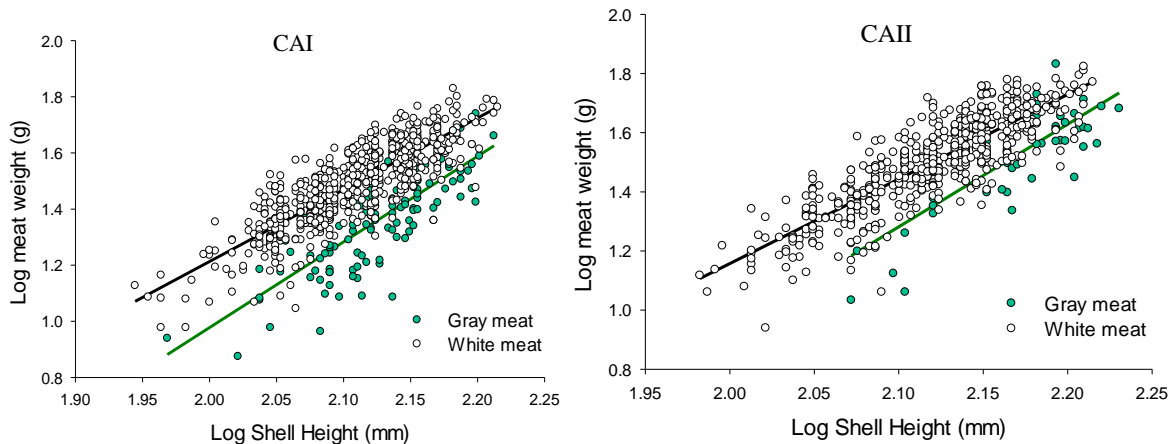 CAI
Log meat weight (g)
2.0
1.8
1.6
1.4
1.2
1.0
0.8
Gray meat
White meat
1.90
1.95
2.00
2.05
2.10
2.15
2.20
2.25
Log Shell Height (mm)
CAII
Log meat weight (g)
2.0
1.8
1.6
1.4
1.2
1.0
0.8
Gray meat
White meat
1.95
2.00
2.05
2.10
2.15
2.20
2.25
Log Shell Height (mm)